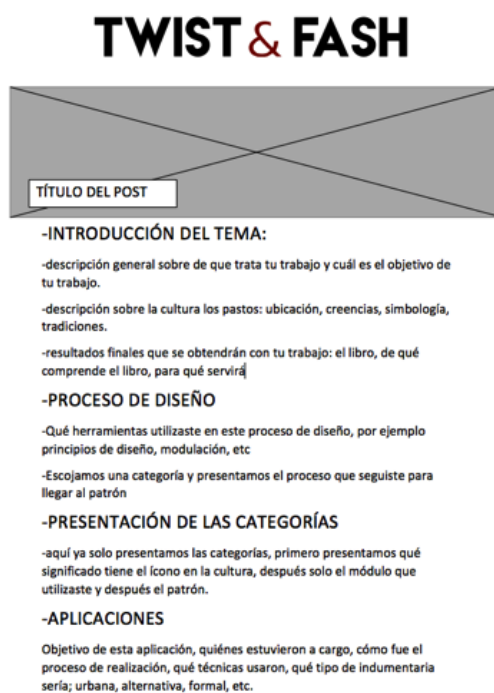 TWIST & FASH
TÍTULO DEL POST
-INTRODUCCIÓN DEL TEMA:
-descripción general sobre de que trata tu trabajo y cuál es el objetivo de
tu trabajo.
-descripción sobre la cultura los pastos: ubicación, creencias, simbología,
tradiciones.
-resultados finales que se obtendrán con tu trabajo: el libro, de qué
comprende el libro, para qué servirá
-PROCESO DE DISEÑO
-Qué herramientas utilizaste en este proceso de diseño, por ejemplo
principios de diseño, modulación, etc
-Escojamos una categoría y presentamos el proceso que seguiste para
llegar al patrón
-PRESENTACIÓN DE LAS CATEGORÍAS
-aquí ya solo presentamos las categorías, primero presentamos qué
significado tiene el ícono en la cultura, después solo el módulo que
utilizaste y después el patrón.
-APLICACIONES
Objetivo de esta aplicación, quiénes estuvieron a cargo, cómo fue el
proceso de realización, qué técnicas usaron, qué tipo de indumentaria
sería; urbana, alternativa, formal, etc.